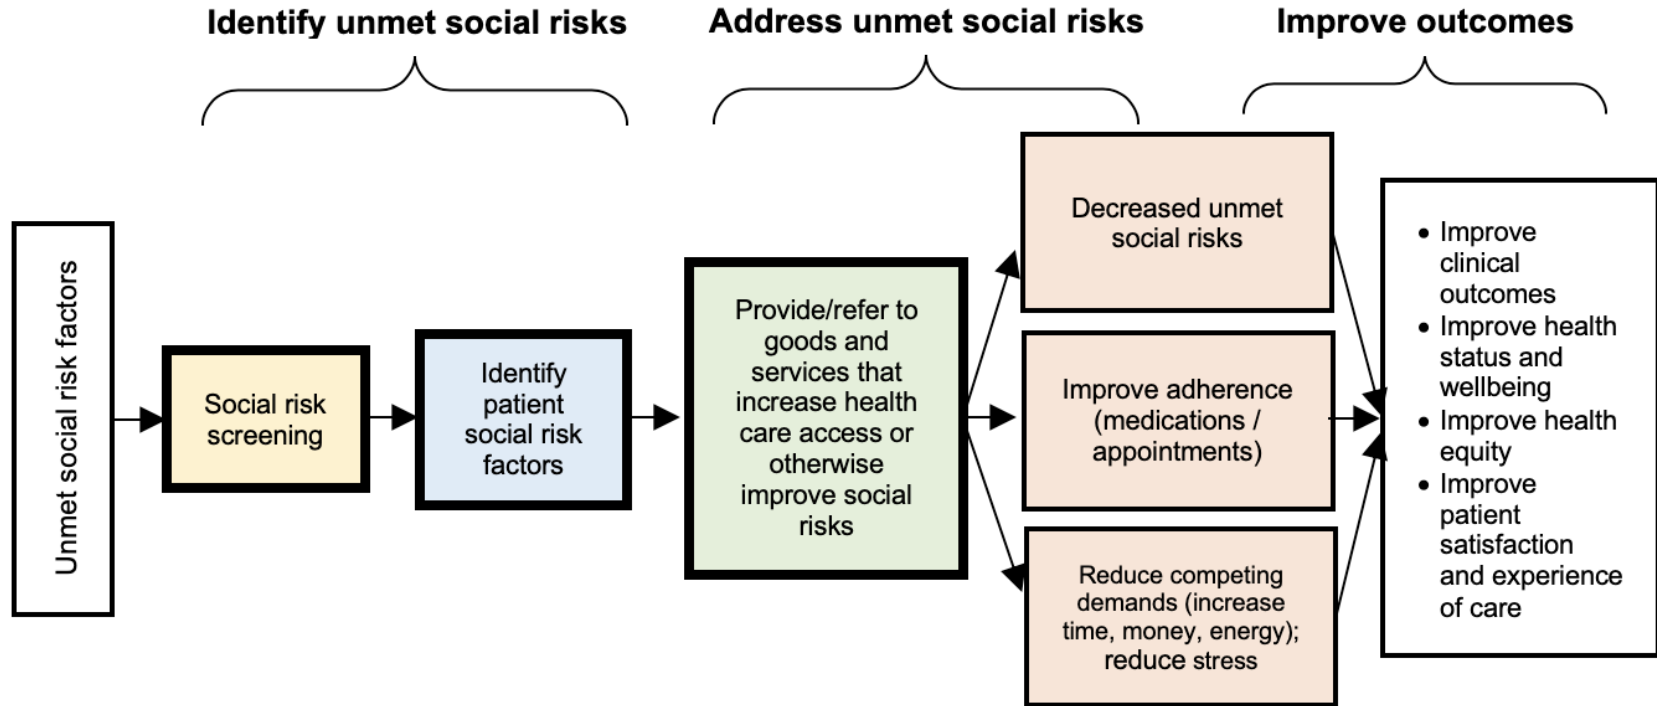 Identify unmet social risks
Address unmet social risks
Improve outcomes
Unmet social risk factors
Social risk
screening
Identify
patient
social risk
factors
Provide/refer to
goods and
services that
increase health
care access or
otherwise
improve social
risks
Decreased unmet
social risks
Improve adherence
(medications /
appointments)
Reduce competing
demands (increase
time, money, energy);
reduce stress
• Improve
clinical
outcomes
• Improve health
status and
wellbeing
• Improve health
equity
• Improve
patient
satisfaction
and experience
of care